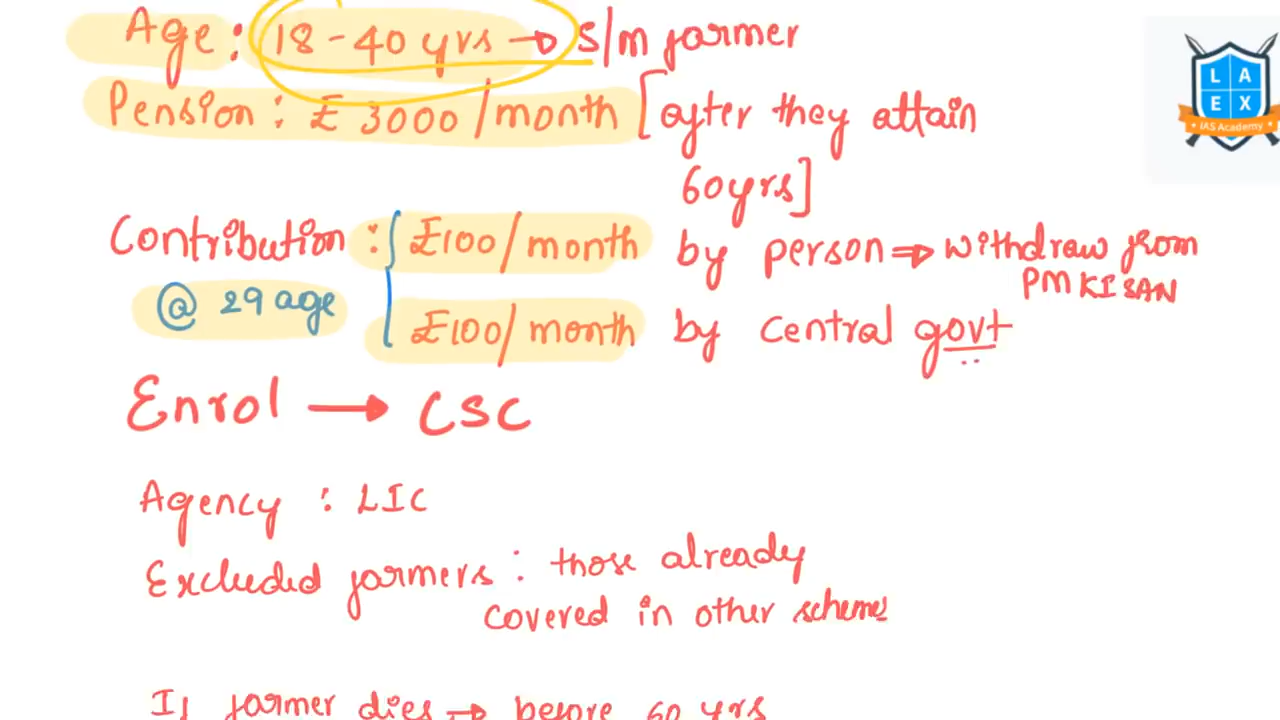 Age: 18-40 yrs → S/m farmer
Pension: £ 3000/month [after they attain
60yrs]
Contribution : { £100/month by person ⇒ withdraw from
PM KISAN
@ 29 age
£100/month by central govt
Enrol → CSC
Agency : LIC
Excluded farmers : those already
covered in other scheme
If farmer dies → before 60 yrs
L A
E X
IAS Academy